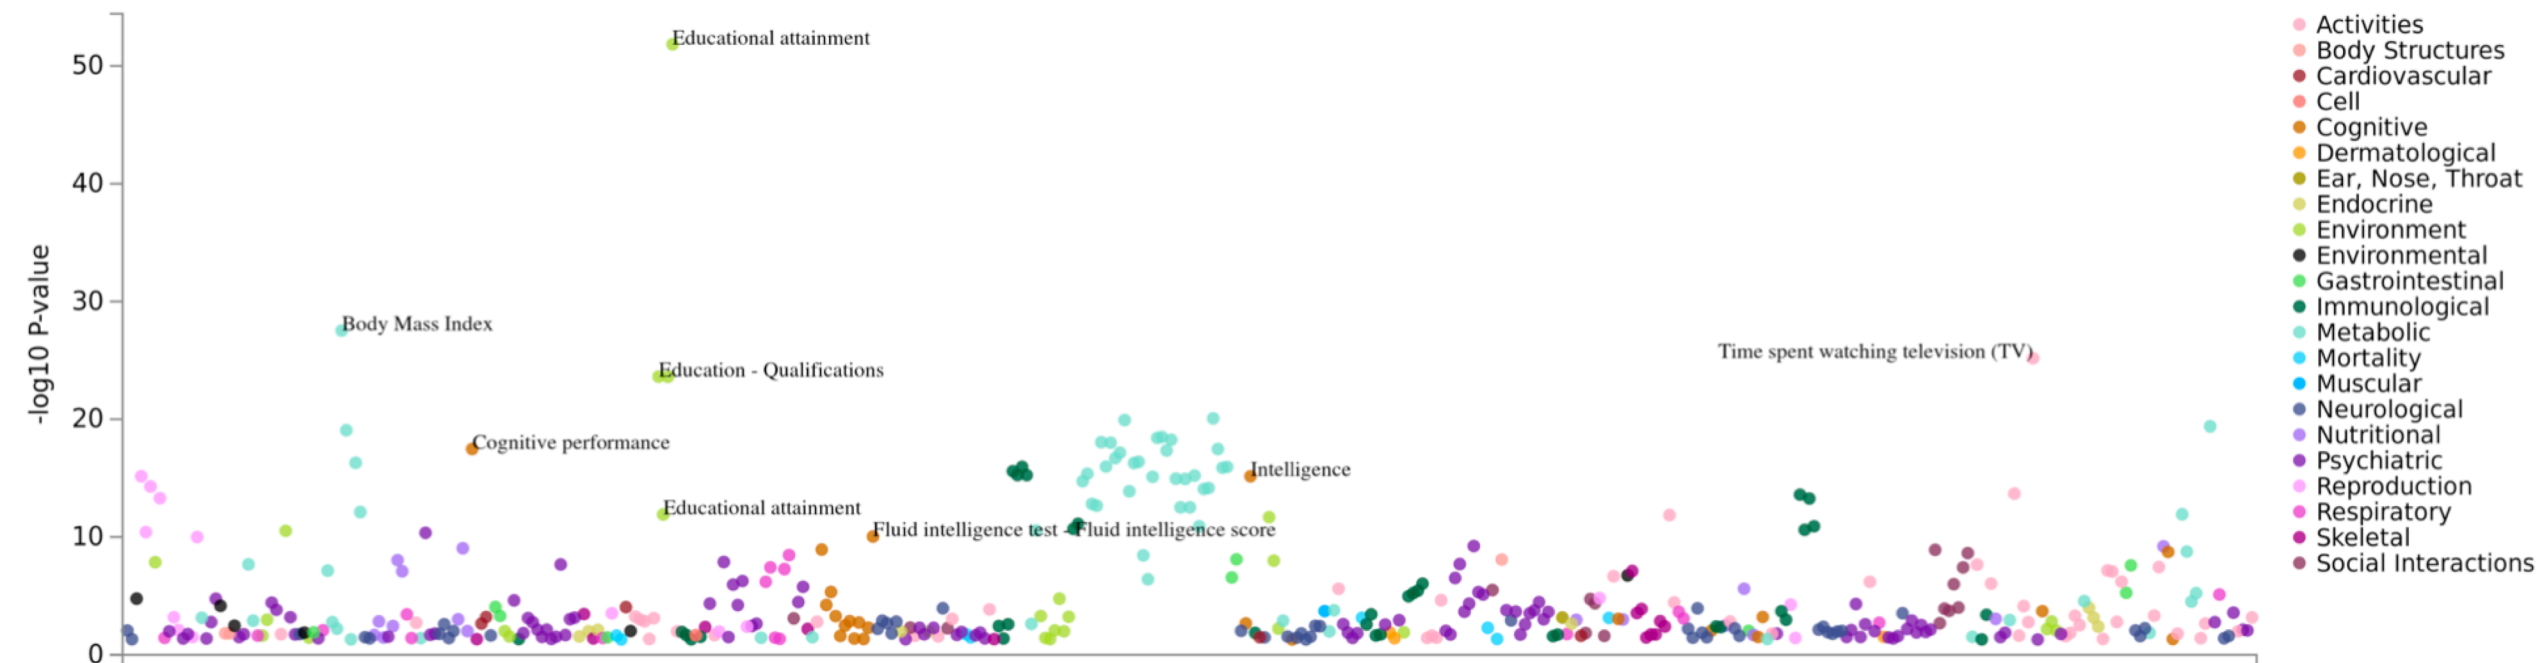 50
40
30
20
10
0
-log10 P-value
Educational attainment
Body Mass Index
Time spent watching television (TV)
Education - Qualifications
Cognitive performance
Intelligence
Educational attainment
Fluid intelligence test - Fluid intelligence score
Activities
Body Structures
Cardiovascular
Cell
Cognitive
Dermatological
Ear, Nose, Throat
Endocrine
Environment
Environmental
Gastrointestinal
Immunological
Metabolic
Mortality
Muscular
Neurological
Nutritional
Psychiatric
Reproduction
Respiratory
Skeletal
Social Interactions